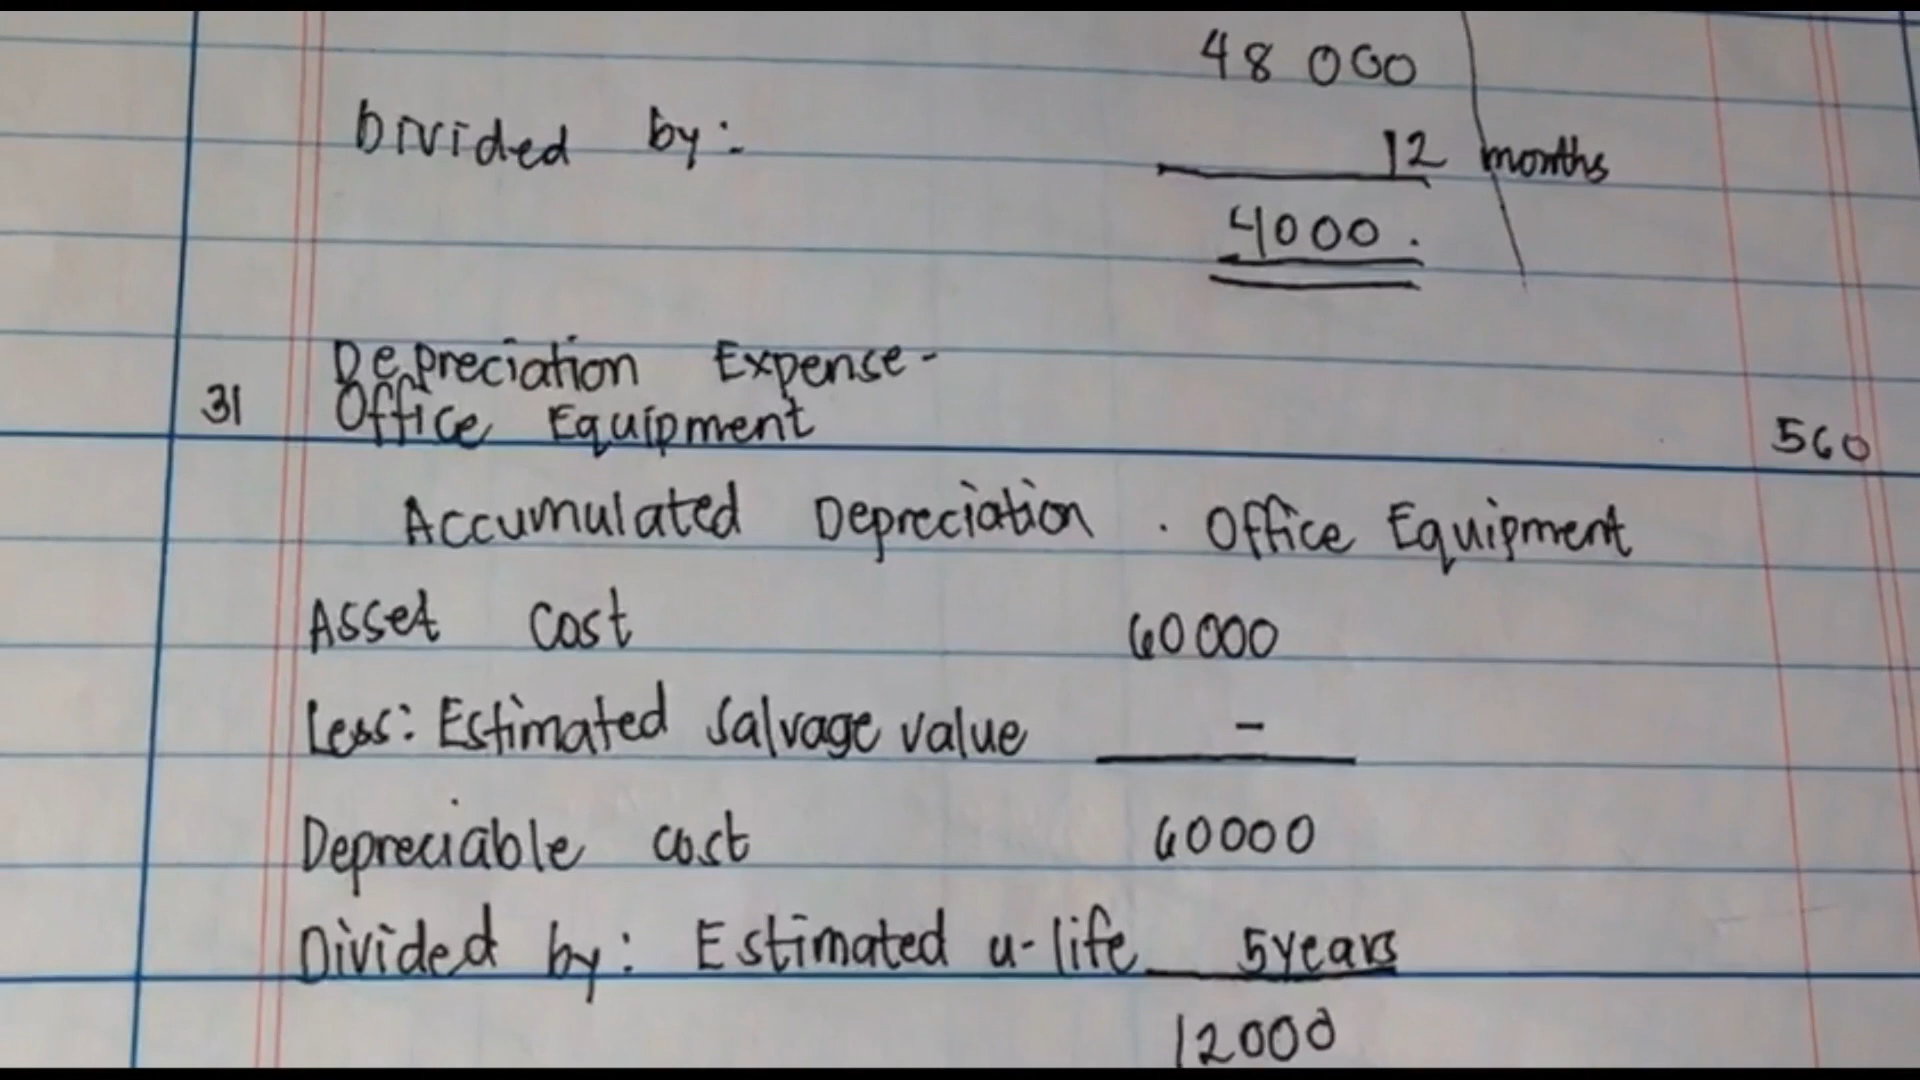 48 000
Divided by: 12 months
4000.
Depreciation Expense-
31 Office Equipment 560
Accumulated Depreciation . Office Equipment
Asset cost 60000
Less: Estimated salvage value -
Depreciable cost 60000
Divided by: Estimated u-life 5years
12000